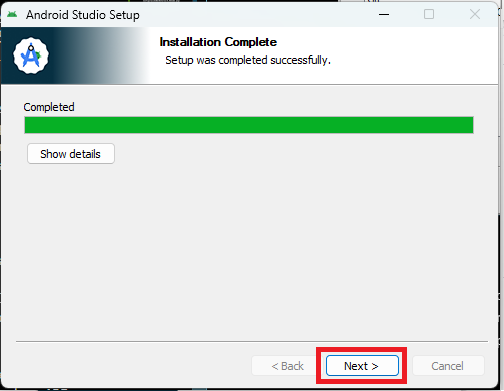 Android Studio Setup
Installation Complete
Setup was completed successfully.
Completed
Show details
< Back
Next >
Cancel